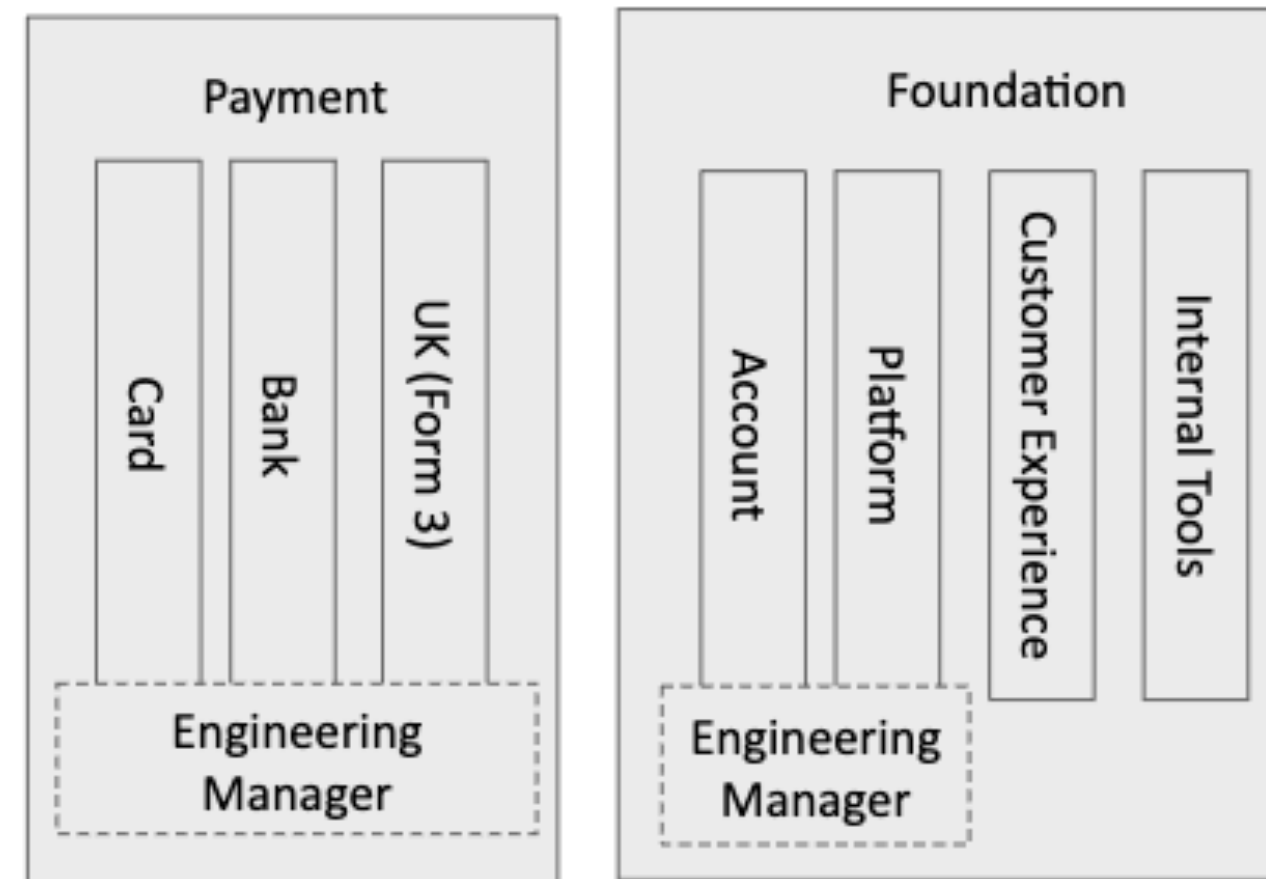 Payment
Card
Bank
UK (Form 3)
Engineering
Manager
Foundation
Account
Platform
Customer Experience
Internal Tools
Engineering
Manager